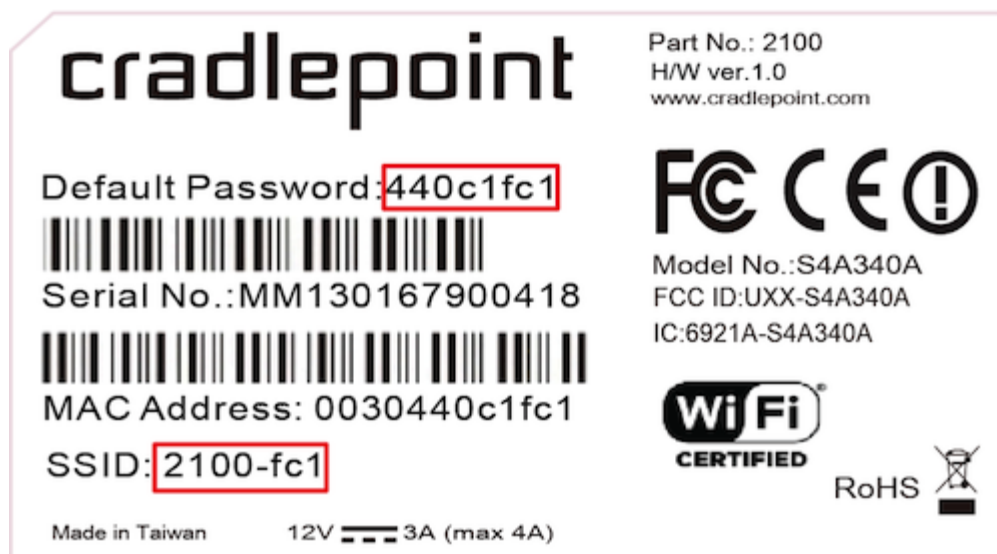 cradlepoint
Part No.: 2100
H/W ver.1.0
www.cradlepoint.com
Default Password:440c1fc1
Serial No.:MM130167900418
MAC Address: 0030440c1fc1
SSID: 2100-fc1
Made in Taiwan 12V 3A (max 4A)
FC CE
Model No.:S4A340A
FCC ID:UXX-S4A340A
IC:6921A-S4A340A
Wi Fi®
CERTIFIED
RoHS